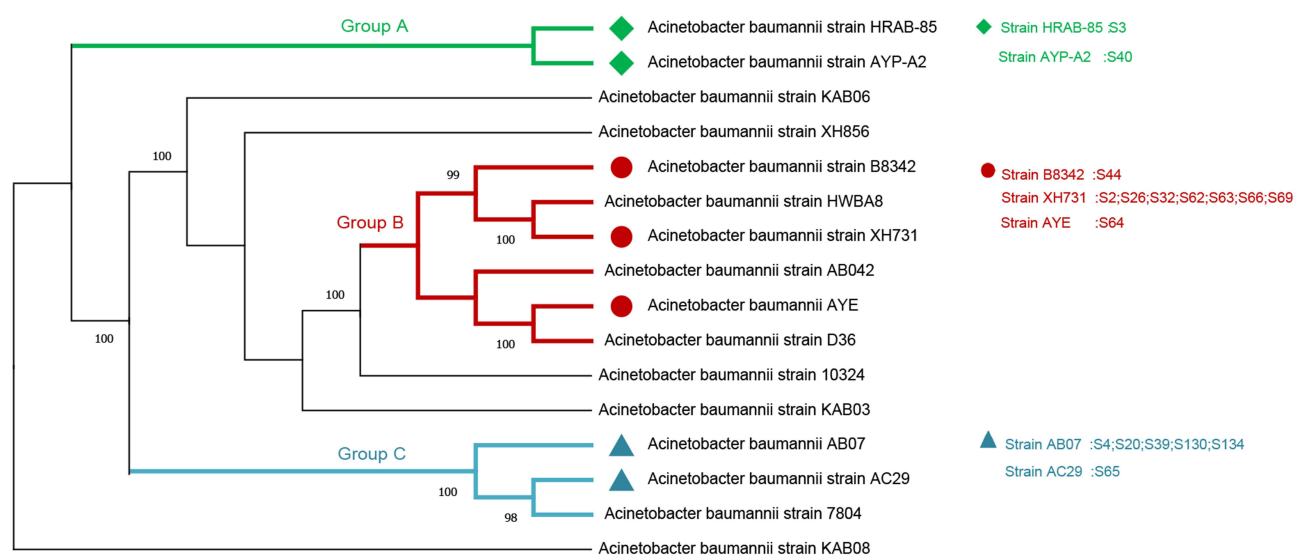 Group A
Acinetobacter baumannii strain HRAB-85
Strain HRAB-85 :S3
Acinetobacter baumannii strain AYP-A2
Strain AYP-A2 :S40
Acinetobacter baumannii strain KAB06
Acinetobacter baumannii strain XH856
100
Acinetobacter baumannii strain B8342
Strain B8342 :S44
99
Acinetobacter baumannii strain HWBA8
Strain XH731 :S2;S26;S32;S62;S63;S66;S69
Group B
Acinetobacter baumannii strain XH731
Strain AYE :S64
100
Acinetobacter baumannii strain AB042
100
Acinetobacter baumannii AYE
100
Acinetobacter baumannii strain D36
100
Acinetobacter baumannii strain 10324
Acinetobacter baumannii strain KAB03
Group C
Acinetobacter baumannii AB07
Strain AB07 :S4;S20;S39;S130;S134
Acinetobacter baumannii strain AC29
Strain AC29 :S65
100
Acinetobacter baumannii strain 7804
98
Acinetobacter baumannii strain KAB08